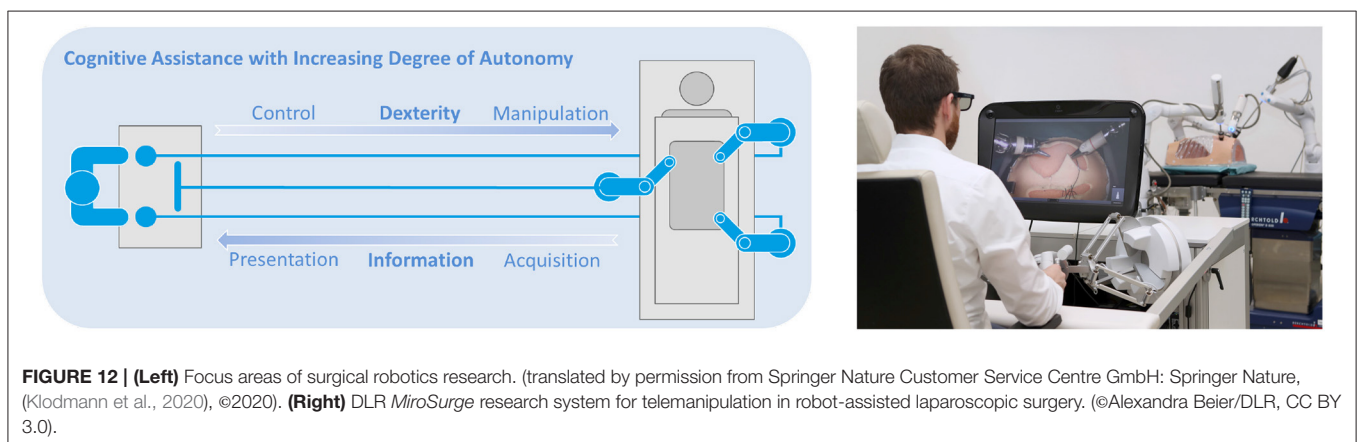 Cognitive Assistance with Increasing Degree of Autonomy
Control Dexterity Manipulation
Presentation Information Acquisition
FIGURE 12 | (Left) Focus areas of surgical robotics research. (translated by permission from Springer Nature Customer Service Centre GmbH: Springer Nature,
(Klodmann et al., 2020), ©2020). (Right) DLR MiroSurge research system for telemanipulation in robot-assisted laparoscopic surgery. (©Alexandra Beier/DLR, CC BY
3.0).